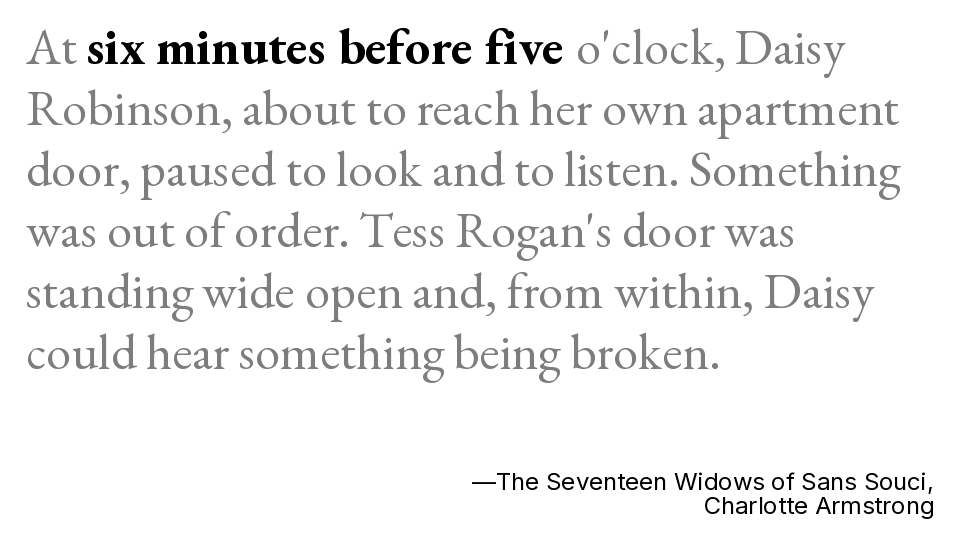 At six minutes before five o'clock, Daisy
Robinson, about to reach her own apartment
door, paused to look and to listen. Something
was out of order. Tess Rogan's door was
standing wide open and, from within, Daisy
could hear something being broken.
—The Seventeen Widows of Sans Souci,
Charlotte Armstrong